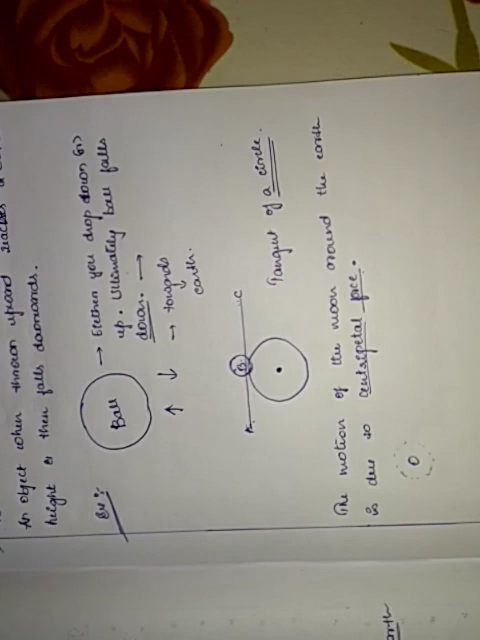 An object when thrown upward reaches a
height & then falls downwards.
Ex:-
Ball
→ Either you drop down (or)
up. Ultimately ball falls
down. →
↑ ↓ → towards
earth.
A B C
Tangent of a circle.
The motion of the moon around the earth
is due to centripetal force.